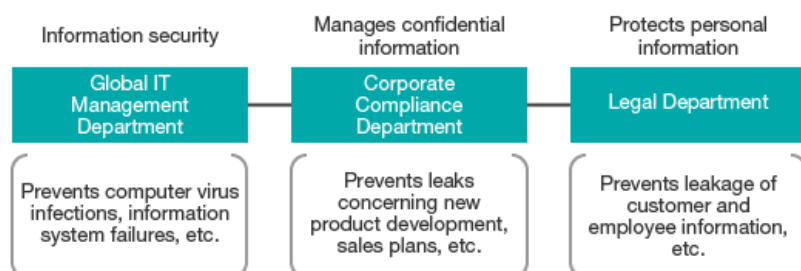 Information security
Manages confidential
information
Protects personal
information
Global IT
Management
Department
Corporate
Compliance
Department
Legal Department
Prevents computer virus
infections, information
system failures, etc.
Prevents leaks
concerning new
product development,
sales plans, etc.
Prevents leakage of
customer and
employee information,
etc.